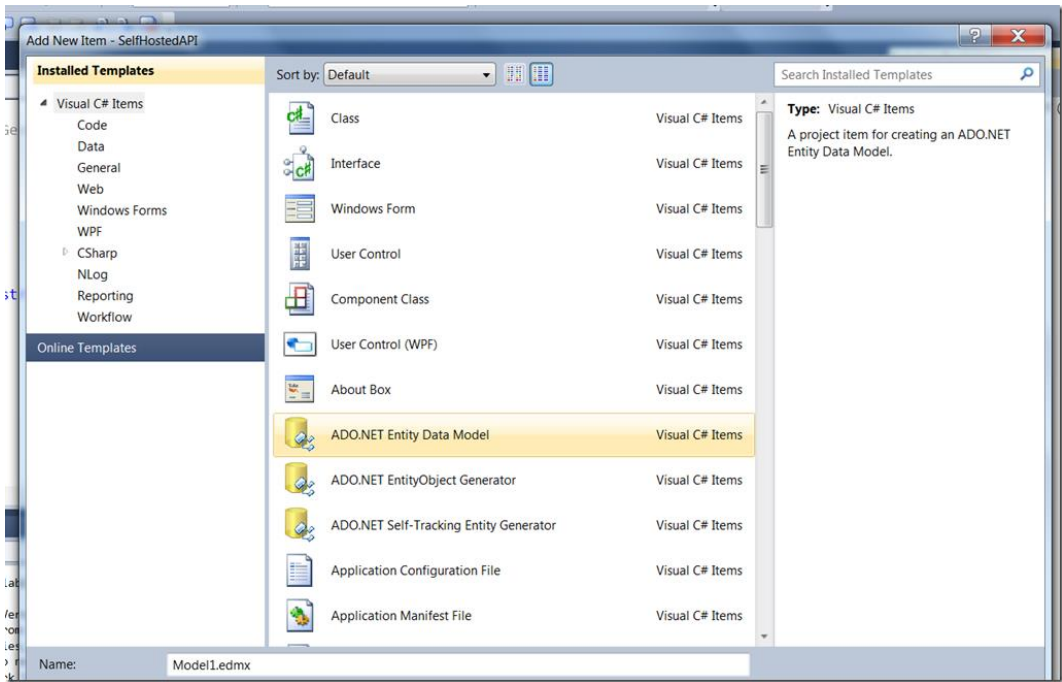 Add New Item - SelfHostedAPI
Installed Templates
Visual C# Items
Code
Data
General
Web
Windows Forms
WPF
CSharp
NLog
Reporting
Workflow
Online Templates
Sort by: Default
Search Installed Templates
Class Visual C# Items
Interface Visual C# Items
Windows Form Visual C# Items
User Control Visual C# Items
Component Class Visual C# Items
User Control (WPF) Visual C# Items
About Box Visual C# Items
ADO.NET Entity Data Model Visual C# Items
ADO.NET EntityObject Generator Visual C# Items
ADO.NET Self-Tracking Entity Generator Visual C# Items
Application Configuration File Visual C# Items
Application Manifest File Visual C# Items
Type: Visual C# Items
A project item for creating an ADO.NET
Entity Data Model.
Name: Model1.edmx